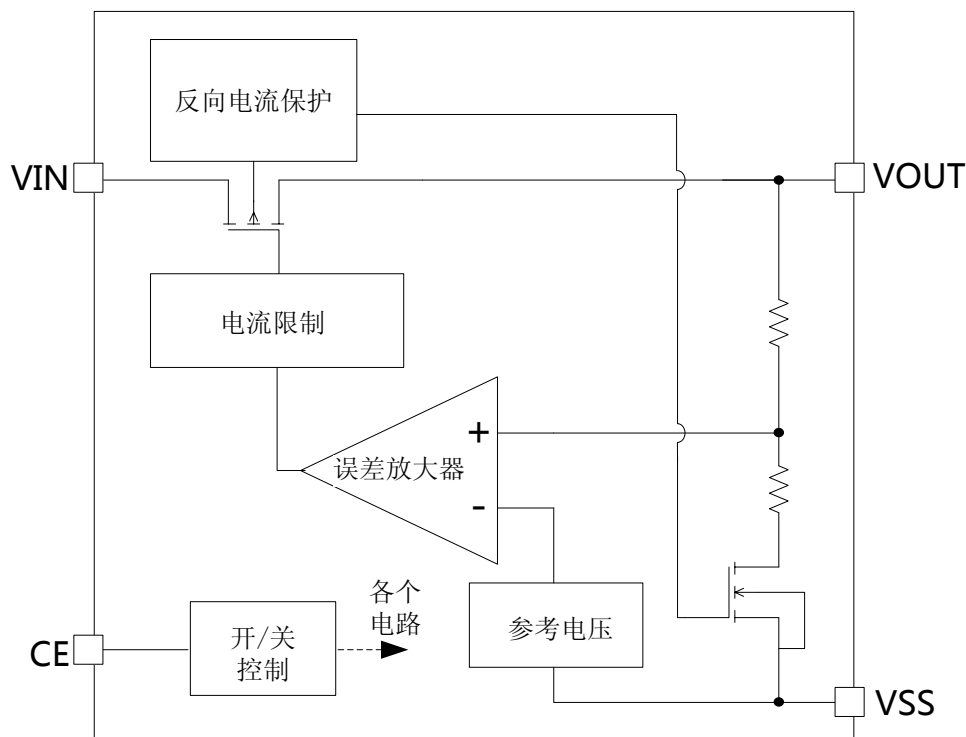 反向电流保护
VIN
VOUT
电流限制
+
误差放大器
-
各个
电路
参考电压
CE
开/关
控制
VSS